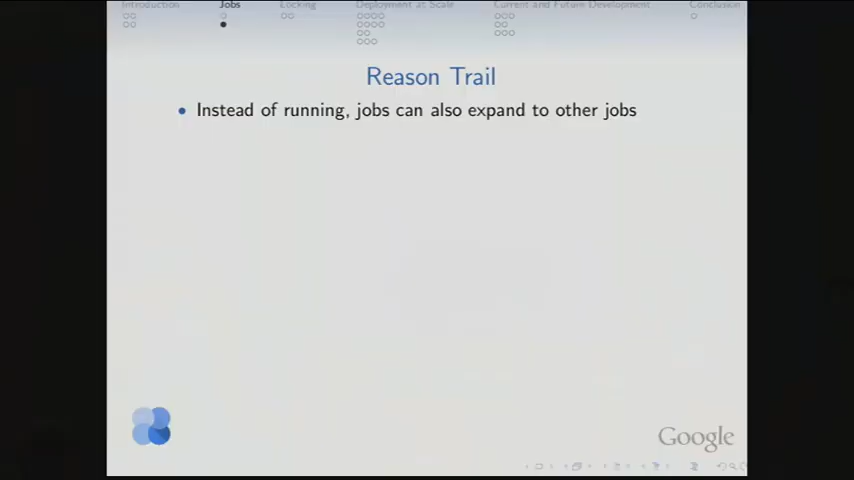 Introduction Jobs Locking Deployment at Scale Current and Future Development Conclusion
Reason Trail
• Instead of running, jobs can also expand to other jobs
Google